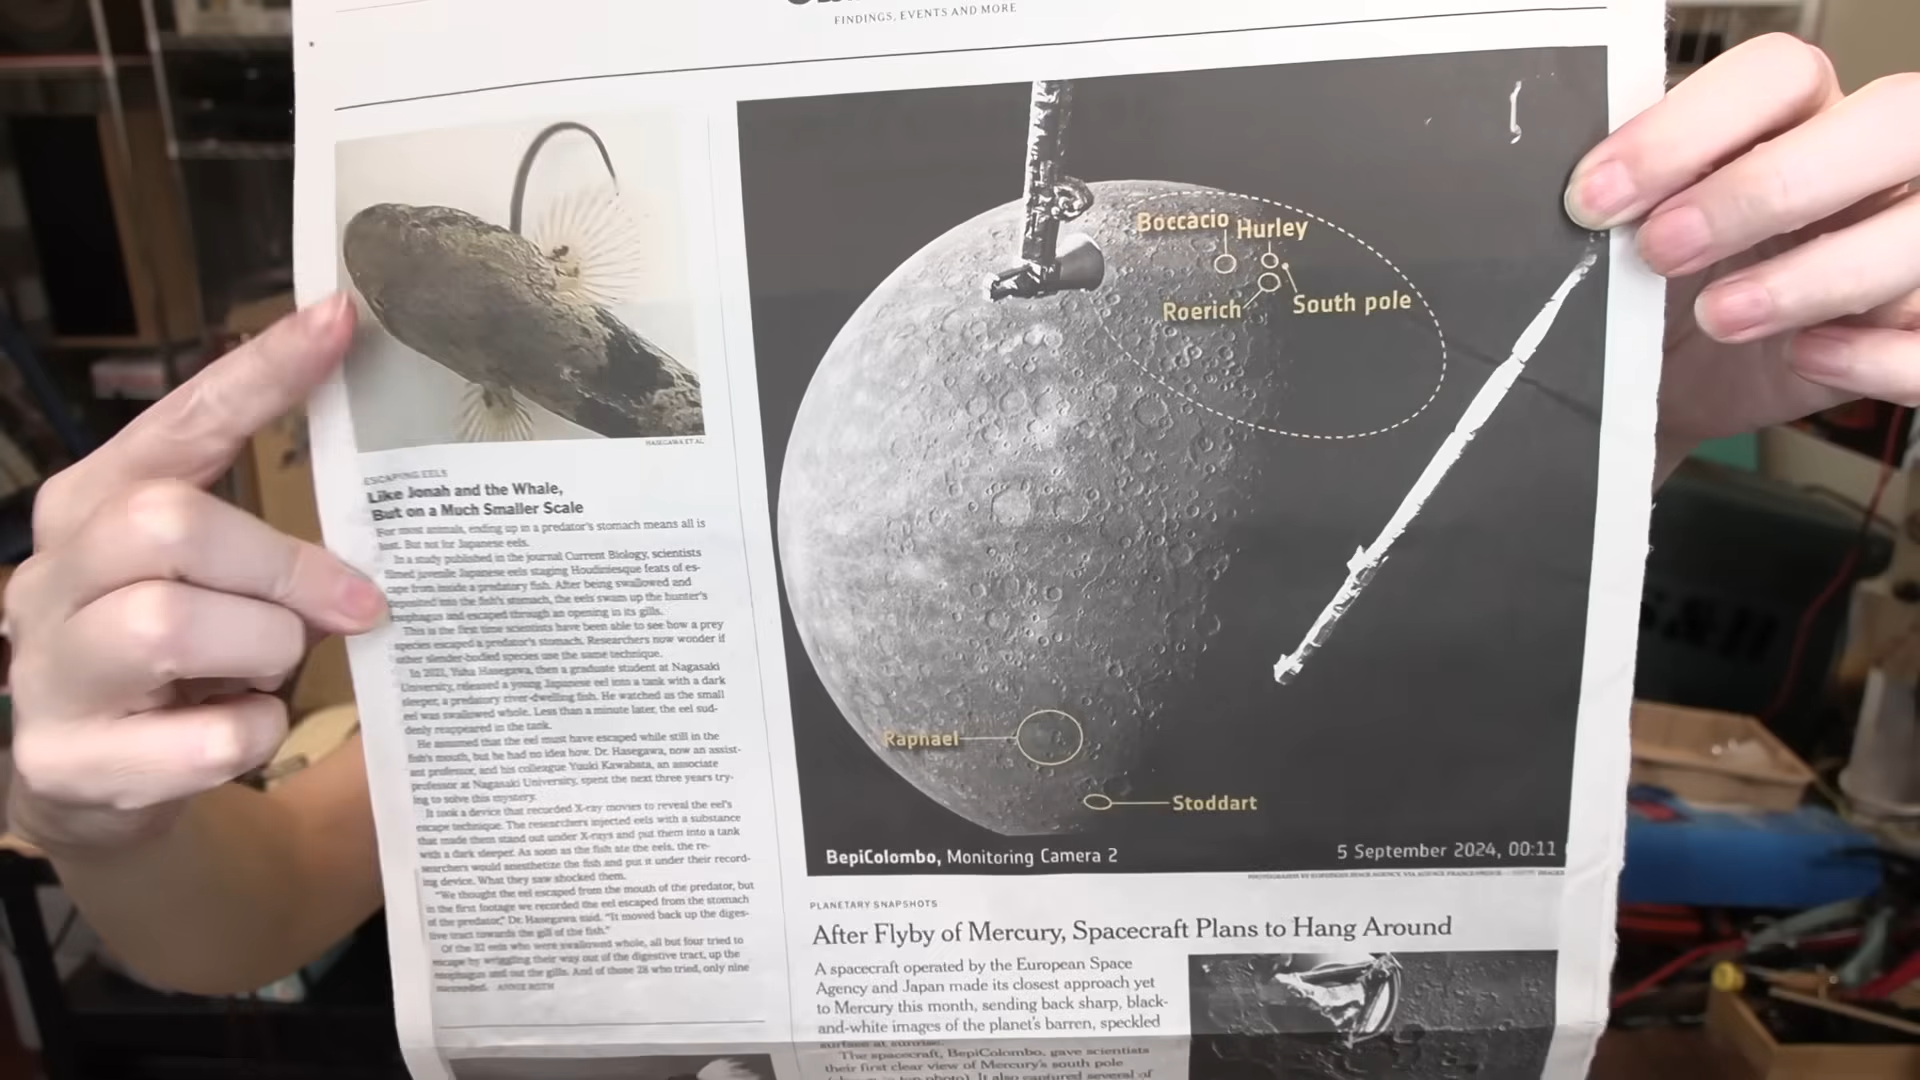 FINDINGS, EVENTS AND MORE
HASEGAWA ET AL.
ESCAPING EELS
Like Jonah and the Whale,
But on a Much Smaller Scale
For most animals, ending up in a predator's stomach means all is
lost. But not for Japanese eels.
In a study published in the journal Current Biology, scientists
filmed juvenile Japanese eels staging Houdiniesque feats of es-
cape from inside a predatory fish. After being swallowed and
deposited into the fish's stomach, the eels swam up the hunter's
esophagus and escaped through an opening in its gills.
This is the first time scientists have been able to see how a prey
species escaped a predator's stomach. Researchers now wonder if
other slender-bodied species use the same technique.
In 2021, Yuha Hasegawa, then a graduate student at Nagasaki
University, released a young Japanese eel into a tank with a dark
sleeper, a predatory river-dwelling fish. He watched as the small
eel was swallowed whole. Less than a minute later, the eel sud-
denly reappeared in the tank.
He assumed that the eel must have escaped while still in the
fish's mouth, but he had no idea how. Dr. Hasegawa, now an assist-
ant professor, and his colleague Yuuki Kawabata, an associate
professor at Nagasaki University, spent the next three years try-
ing to solve this mystery.
It took a device that recorded X-ray movies to reveal the eel's
escape technique. The researchers injected eels with a substance
that made them stand out under X-rays and put them into a tank
with a dark sleeper. As soon as the fish ate the eels, the re-
searchers would anesthetize the fish and put it under their record-
ing device. What they saw shocked them.
"We thought the eel escaped from the mouth of the predator, but
in the first footage we recorded the eel escaped from the stomach
of the predator," Dr. Hasegawa said. "It moved back up the diges-
tive tract towards the gill of the fish."
Of the 32 eels who were swallowed whole, all but four tried to
escape by wriggling their way out of the digestive tract, up the
esophagus and out the gills. And of those 28 who tried, only nine
succeeded. ANNIE ROTH
Boccacio
Hurley
Roerich
South pole
Raphael
Stoddart
BepiColombo, Monitoring Camera 2
5 September 2024, 00:11
PLANETARY SNAPSHOTS
After Flyby of Mercury, Spacecraft Plans to Hang Around
A spacecraft operated by the European Space
Agency and Japan made its closest approach yet
to Mercury this month, sending back sharp, black-
and-white images of the planet's barren, speckled
surface at sunrise.
The spacecraft, BepiColombo, gave scientists
their first clear view of Mercury's south pole
in top photo). It also captured several of